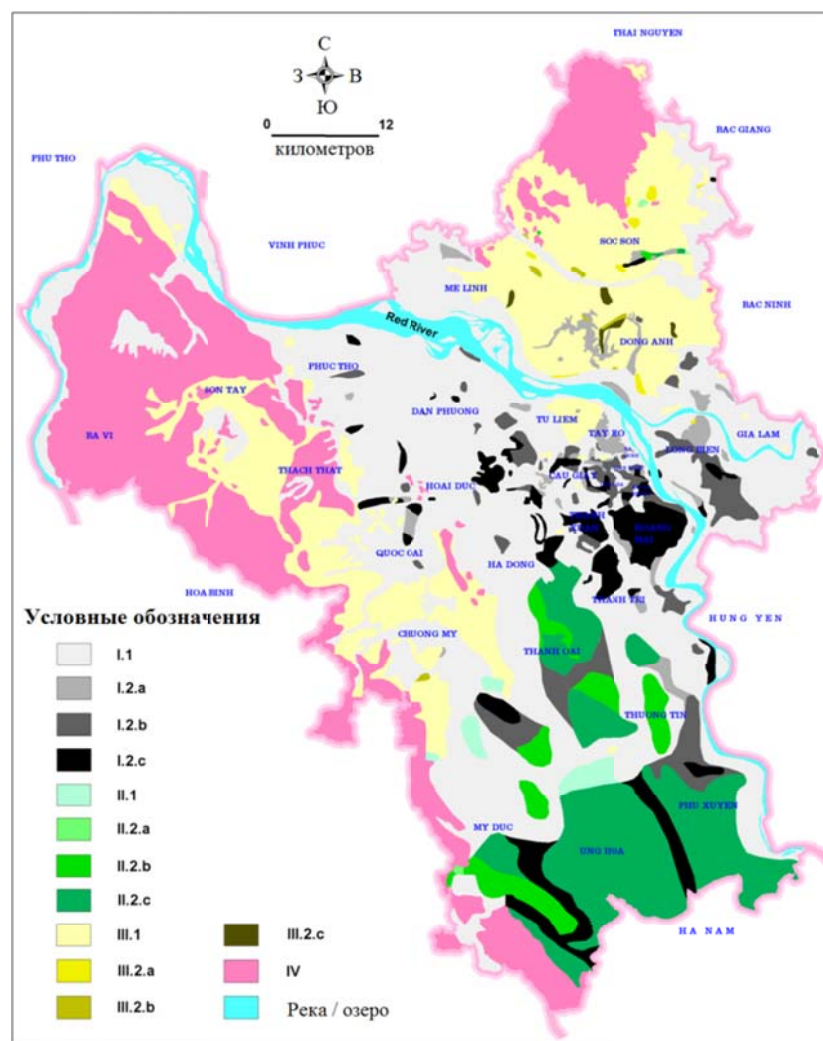 THAI NGUYEN
С
З В
Ю
0 12
километров
BAC GIANG
PHU THO
VINH PHUC
SOC SON
ME LINH
BAC NINH
Red River
DONG ANH
PHUC THO
SON TAY
DAN PHUONG
TU LIEM
TAY HO
GIA LAM
BA VI
LONG BIEN
THACH THAT
HOAI DUC
CAU GIAY
THANH XUAN
HOANG MAI
QUOC OAI
HA DONG
HOA BINH
THANH TRI
HUNG YEN
Условные обозначения
CHUONG MY
THANH OAI
I.1
I.2.a
THUONG TIN
I.2.b
I.2.c
II.1
PHU XUYEN
II.2.a
MY DUC
UNG HOA
II.2.b
II.2.c
III.1
III.2.c
HA NAM
III.2.a
IV
III.2.b
Река / озеро